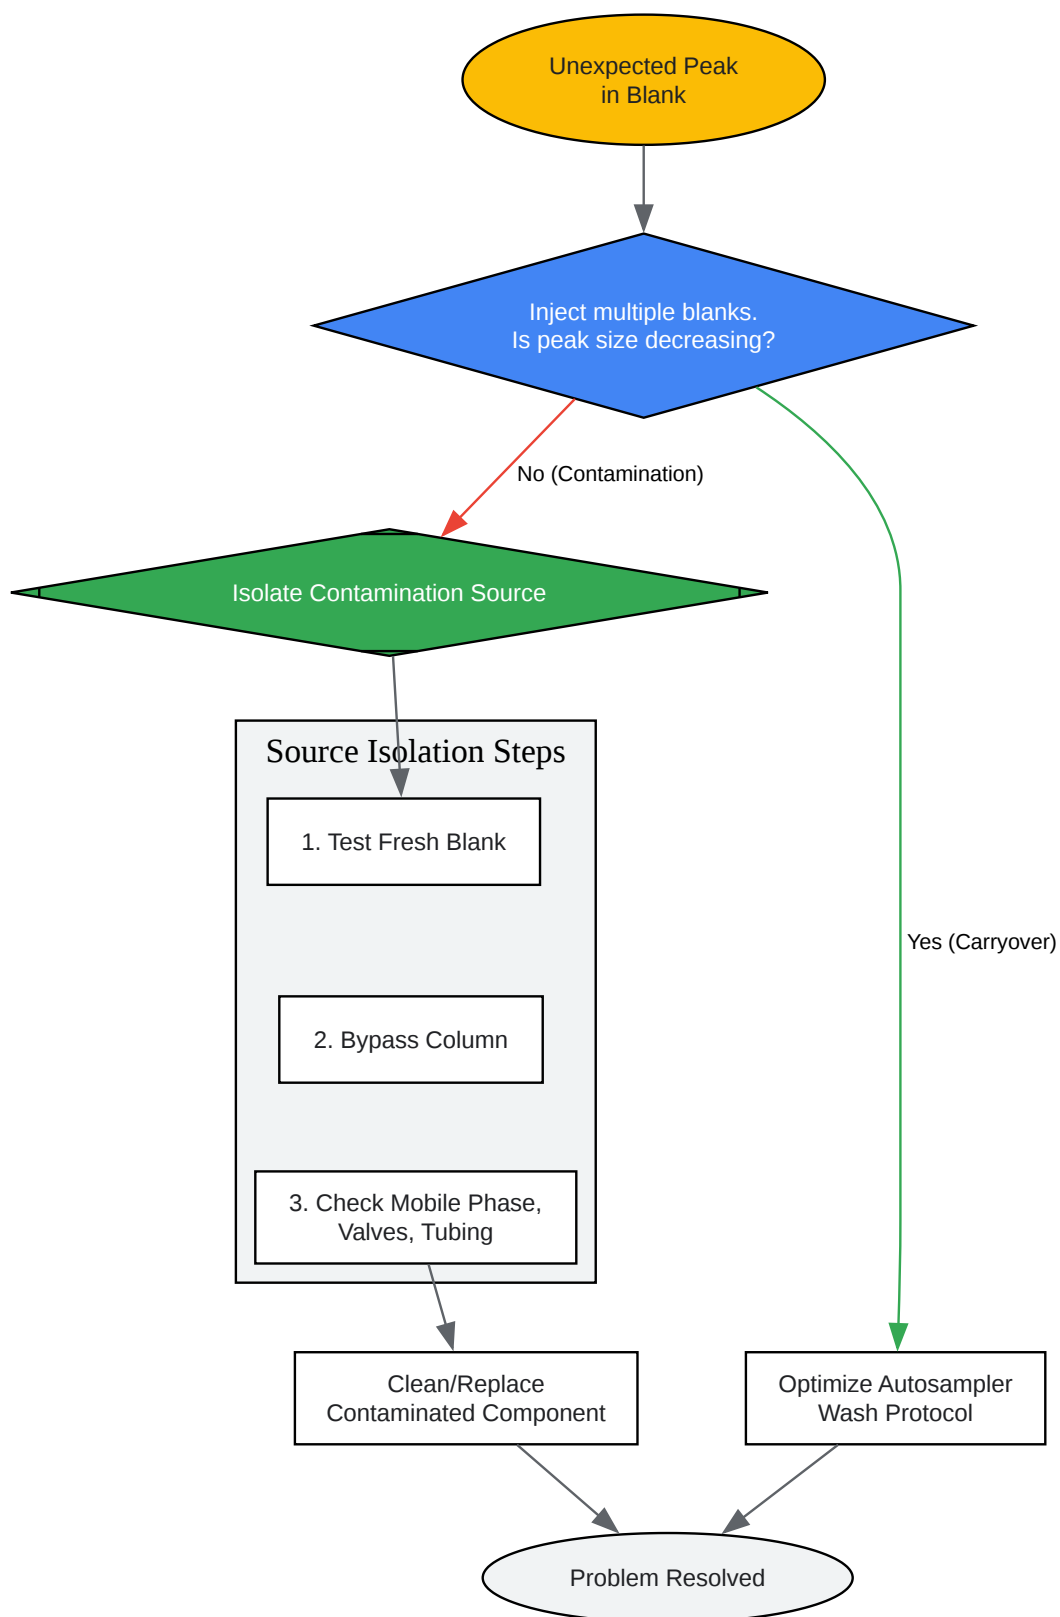 Unexpected Peak
in Blank
Inject multiple blanks.
Is peak size decreasing?
No (Contamination)
Isolate Contamination Source
Source Isolation Steps
1. Test Fresh Blank
Yes (Carryover)
2. Bypass Column
3. Check Mobile Phase,
Valves, Tubing
Clean/Replace
Contaminated Component
Optimize Autosampler
Wash Protocol
Problem Resolved